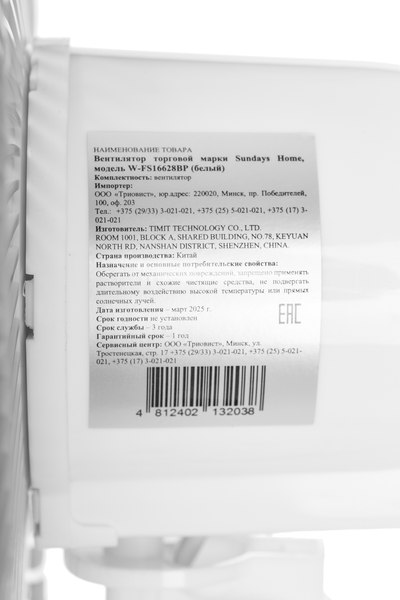 НАИМЕНОВАНИЕ ТОВАРА
Вентилятор торговой марки Sundays Home,
модель W-FS16628BP (белый)
Комплектность: вентилятор
Импортер:
ООО «Триовист», юр.адрес: 220020, Минск, пр. Победителей,
100, оф. 203
Тел.: +375 (29/33) 3-021-021, +375 (25) 5-021-021, +375 (17) 3-
021-021
Изготовитель: TIMIT TECHNOLOGY CO., LTD.
ROOM 1001, BLOCK A, SHARED BUILDING, NO.78, KEYUAN
NORTH RD, NANSHAN DISTRICT, SHENZHEN, CHINA.
Страна производства: Китай
Назначение и основные потребительские свойства:
Оберегать от механических повреждений, запрещено применять
растворители и схожие чистящие средства, не подвергать
длительному воздействию высокой температуры или прямых
солнечных лучей.
Дата изготовления – март 2025 г.
Срок годности не установлен
Срок службы – 3 года
Гарантийный срок – 1 год
Сервисный центр: ООО «Триовист», Минск, ул.
Тростенецкая, стр. 17 +375 (29/33) 3-021-021, +375 (25) 5-021-
021, +375 (17) 3-021-021
EAC
4 812402 132038